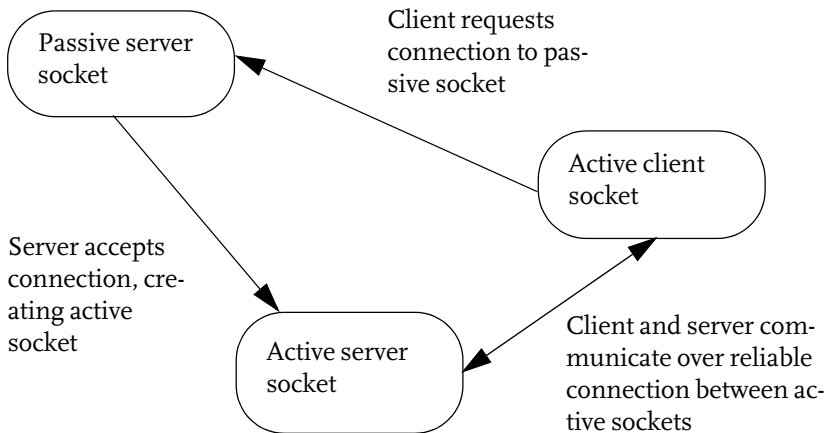 Passive server
socket
Client requests
connection to pas-
sive socket
Active client
socket
Server accepts
connection, cre-
ating active
socket
Active server
socket
Client and server com-
municate over reliable
connection between ac-
tive sockets